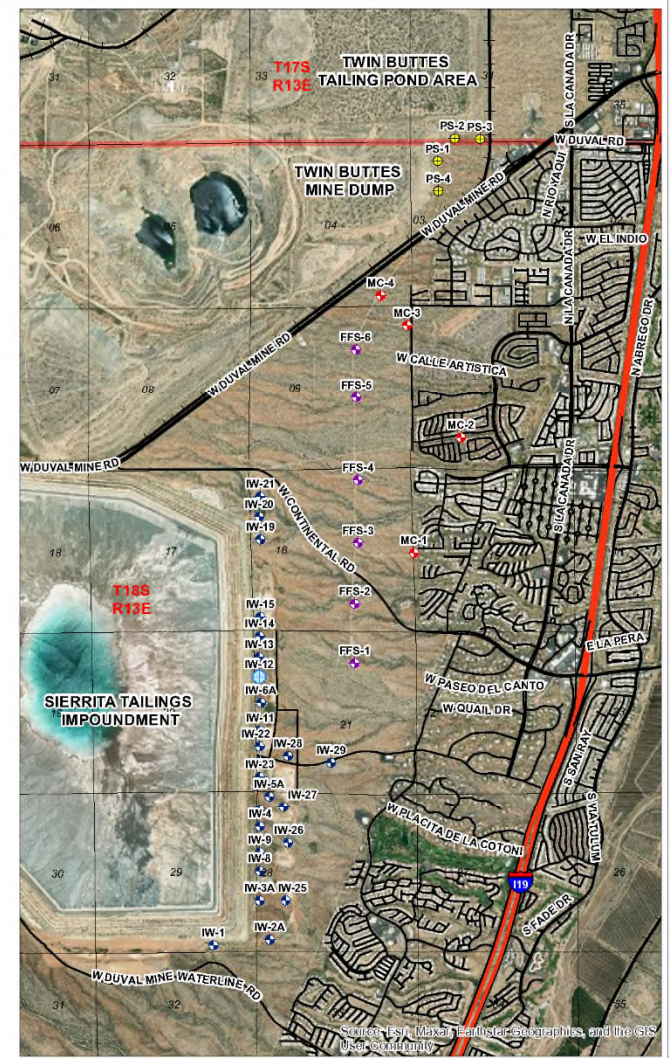 31
32
33
T17S
R13E
TWIN BUTTES
TAILING POND AREA
S LA CANADA DR
35
PS-2
PS-3
W DUVAL RD
PS-1
TWIN BUTTES
MINE DUMP
PS-4
N RIO YAQUI
04
03
W DUVAL MINE RD
W EL INDIO
N LA CANADA DR
MC-4
MC-3
N ABREGO DR
FFS-6
W CALLE ARTISTICA
W DUVAL MINE RD
07
08
09
FFS-5
MC-2
W DUVAL MINE RD
FFS-4
S LA CANADA DR
IW-21
IW-20
IW-19
W CONTINENTAL RD
FFS-3
MC-1
18
17
16
T18S
R13E
FFS-2
IW-15
IW-14
IW-13
E LA PERA
IW-12
FFS-1
IW-6A
W PASEO DEL CANTO
SIERRITA TAILINGS
IMPOUNDMENT
W QUAIL DR
IW-11
21
IW-22
IW-28
IW-29
S SAN RAY
IW-23
IW-5A
IW-27
IW-4
W PLACITA DE LA COTONI
S VIA TULUM
IW-26
IW-9
IW-8
30
29
28
27
26
I19
IW-3A
IW-25
S FADE DR
IW-1
IW-2A
W DUVAL MINE WATERLINE RD
31
32
33
34
35
Source: Esri, Maxar, Earthstar Geographics, and the GIS
User Community